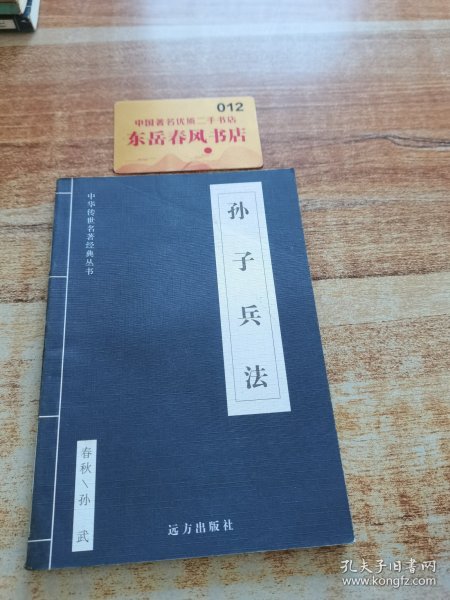 012
中国著名优质二手书店
东岳春风书店
中华传世名著经典丛书
孙子兵法
春秋\孙 武
远方出版社
孔夫子旧书网
www.kongfz.com